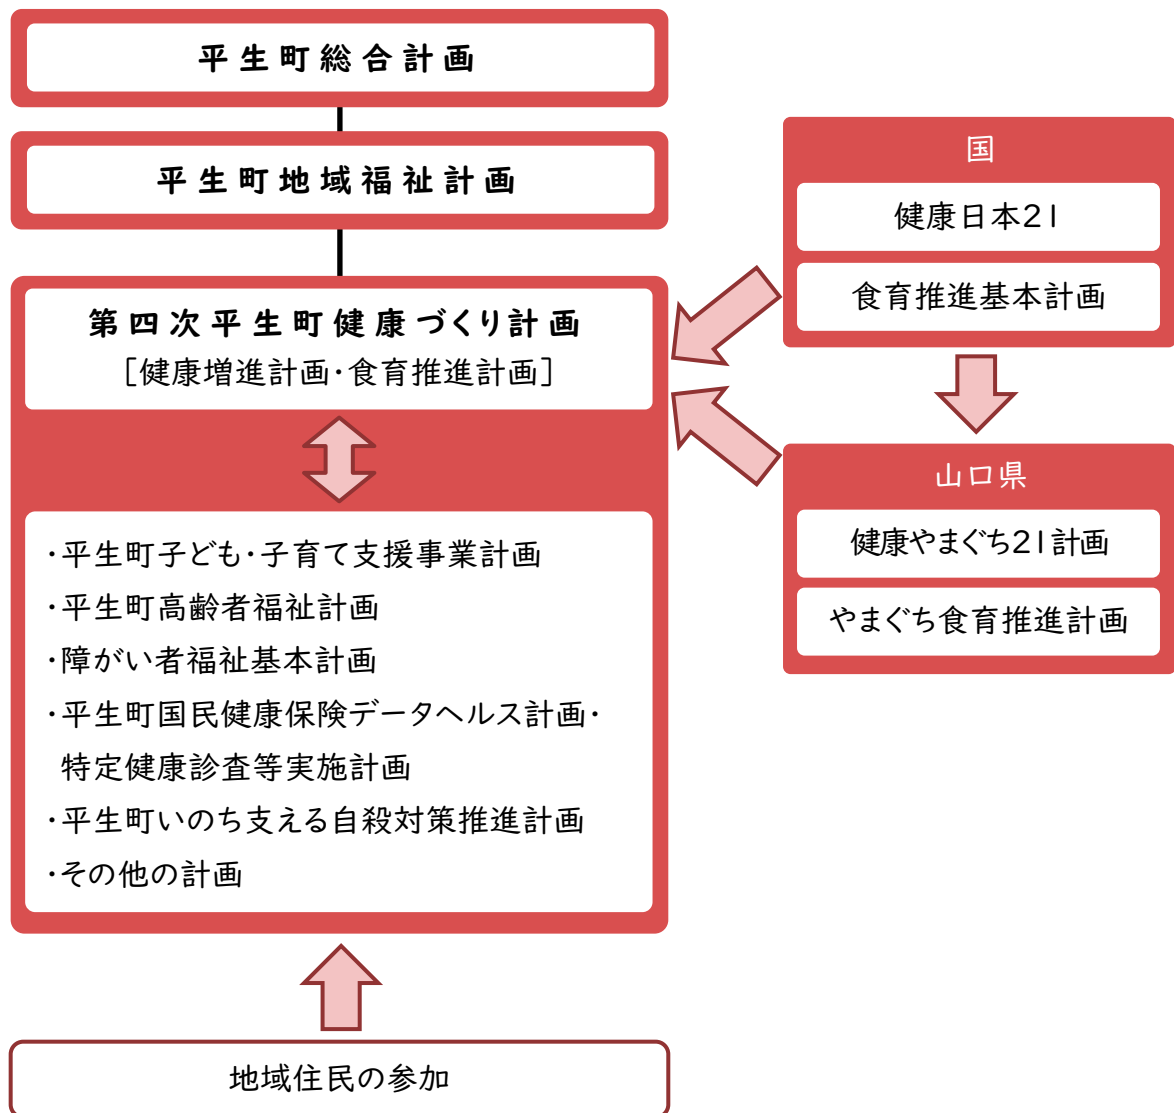 平生町総合計画
平生町地域福祉計画
第四次平生町健康づくり計画
［健康増進計画・食育推進計画］
・平生町子ども・子育て支援事業計画
・平生町高齢者福祉計画
・障がい者福祉基本計画
・平生町国民健康保険データヘルス計画・
特定健康診査等実施計画
・平生町いのち支える自殺対策推進計画
・その他の計画
地域住民の参加
国
健康日本21
食育推進基本計画
山口県
健康やまぐち21計画
やまぐち食育推進計画